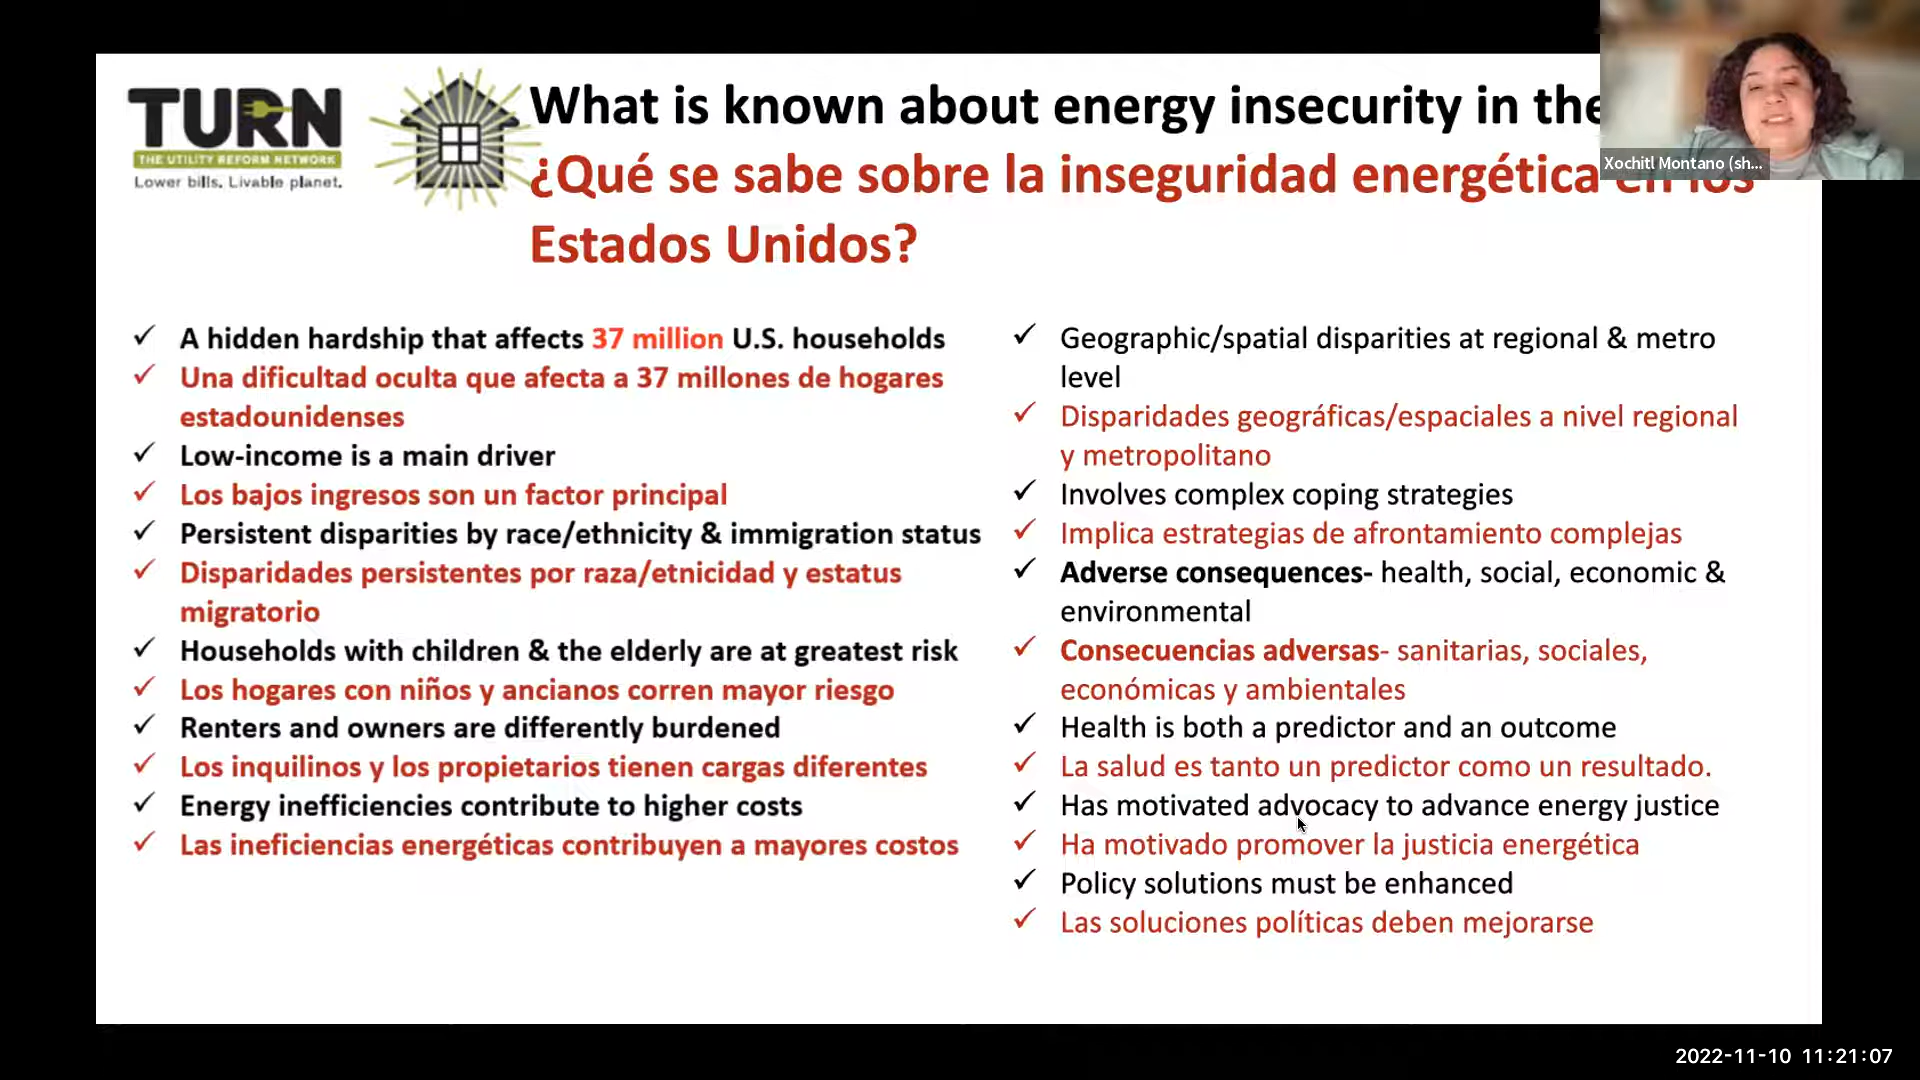 TURN
THE UTILITY REFORM NETWORK
Lower bills. Livable planet.
What is known about energy insecurity in the
¿Qué se sabe sobre la inseguridad energética en los
Estados Unidos?
Xochitl Montano (sh...
✓ A hidden hardship that affects 37 million U.S. households
✓ Una dificultad oculta que afecta a 37 millones de hogares
estadounidenses
✓ Low-income is a main driver
✓ Los bajos ingresos son un factor principal
✓ Persistent disparities by race/ethnicity & immigration status
✓ Disparidades persistentes por raza/etnicidad y estatus
migratorio
✓ Households with children & the elderly are at greatest risk
✓ Los hogares con niños y ancianos corren mayor riesgo
✓ Renters and owners are differently burdened
✓ Los inquilinos y los propietarios tienen cargas diferentes
✓ Energy inefficiencies contribute to higher costs
✓ Las ineficiencias energéticas contribuyen a mayores costos
✓ Geographic/spatial disparities at regional & metro
level
✓ Disparidades geográficas/espaciales a nivel regional
y metropolitano
✓ Involves complex coping strategies
✓ Implica estrategias de afrontamiento complejas
✓ Adverse consequences- health, social, economic &
environmental
✓ Consecuencias adversas- sanitarias, sociales,
económicas y ambientales
✓ Health is both a predictor and an outcome
✓ La salud es tanto un predictor como un resultado.
✓ Has motivated advocacy to advance energy justice
✓ Ha motivado promover la justicia energética
✓ Policy solutions must be enhanced
✓ Las soluciones políticas deben mejorarse
2022-11-10 11:21:07